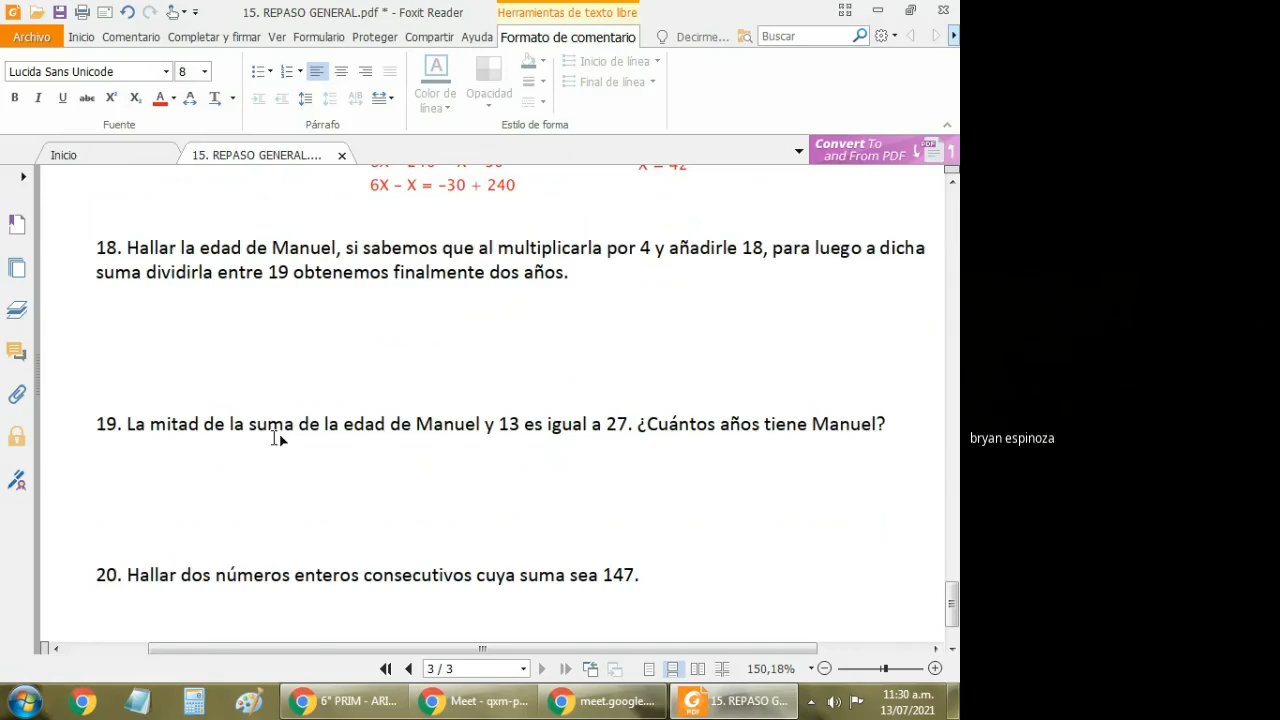 15. REPASO GENERAL.pdf * - Foxit Reader
Herramientas de texto libre
Archivo Inicio Comentario Completar y firmar Ver Formulario Proteger Compartir Ayuda Formato de comentario Decirme... Buscar
Lucida Sans Unicode 8
Color de línea
Opacidad
Inicio de línea
Final de línea
Fuente Párrafo Estilo de forma
Inicio
15. REPASO GENERAL....
Convert To
and From PDF
6X – X = –30 + 240
18. Hallar la edad de Manuel, si sabemos que al multiplicarla por 4 y añadirle 18, para luego a dicha
suma dividirla entre 19 obtenemos finalmente dos años.
19. La mitad de la suma de la edad de Manuel y 13 es igual a 27. ¿Cuántos años tiene Manuel?
bryan espinoza
20. Hallar dos números enteros consecutivos cuya suma sea 147.
3 / 3
150,18%
6° PRIM - ARI...
Meet - qxm-p...
meet.google....
15. REPASO G...
11:30 a.m.
13/07/2021